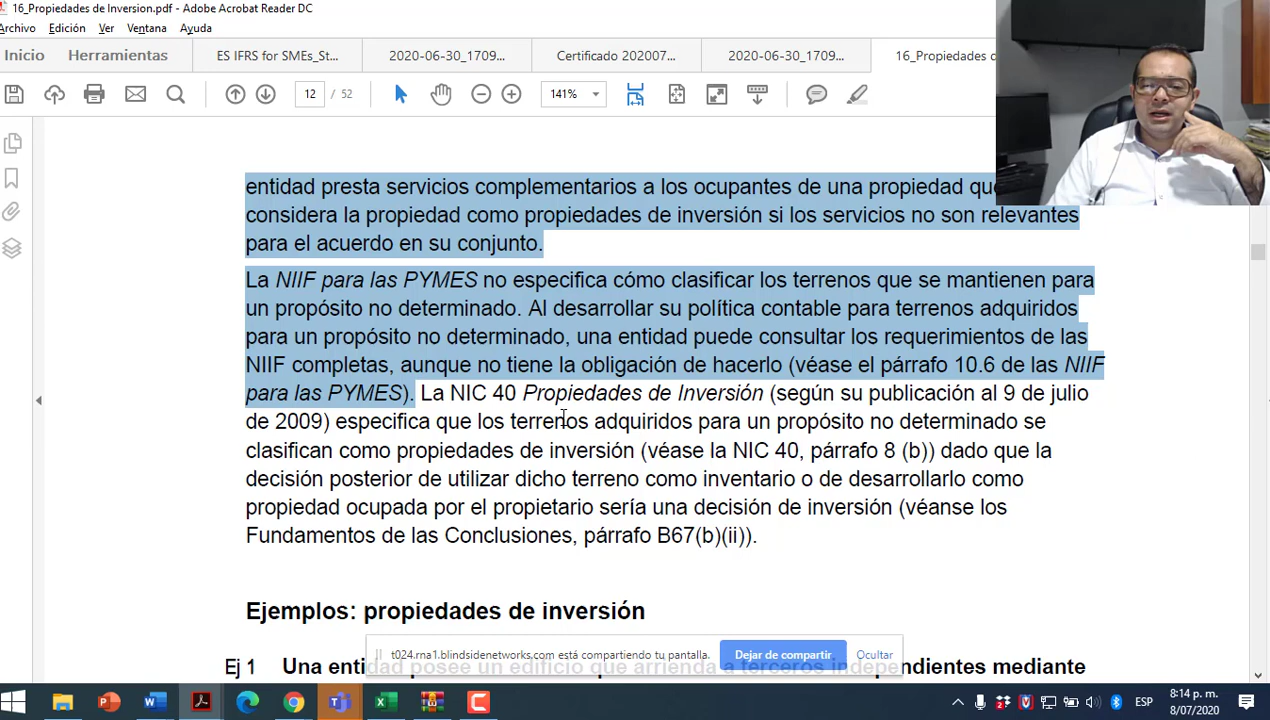 16_Propiedades de Inversion.pdf - Adobe Acrobat Reader DC
Archivo Edición Ver Ventana Ayuda
Inicio Herramientas ES IFRS for SMEs_St... 2020-06-30_1709... Certificado 202007... 2020-06-30_1709... 16_Propiedades
12 / 52 141%
entidad presta servicios complementarios a los ocupantes de una propiedad
considera la propiedad como propiedades de inversión si los servicios no son relevantes
para el acuerdo en su conjunto.
La NIIF para las PYMES no especifica cómo clasificar los terrenos que se mantienen para
un propósito no determinado. Al desarrollar su política contable para terrenos adquiridos
para un propósito no determinado, una entidad puede consultar los requerimientos de las
NIIF completas, aunque no tiene la obligación de hacerlo (véase el párrafo 10.6 de las NIIF
para las PYMES). La NIC 40 Propiedades de Inversión (según su publicación al 9 de julio
de 2009) especifica que los terrenos adquiridos para un propósito no determinado se
clasifican como propiedades de inversión (véase la NIC 40, párrafo 8 (b)) dado que la
decisión posterior de utilizar dicho terreno como inventario o de desarrollarlo como
propiedad ocupada por el propietario sería una decisión de inversión (véanse los
Fundamentos de las Conclusiones, párrafo B67(b)(ii)).
Ejemplos: propiedades de inversión
t024.rna1.blindsidenetworks.com está compartiendo tu pantalla. Dejar de compartir Ocultar
Ej 1 Una entidad posee un edificio que arrienda a terceros independientes mediante
ESP
8:14 p. m.
8/07/2020